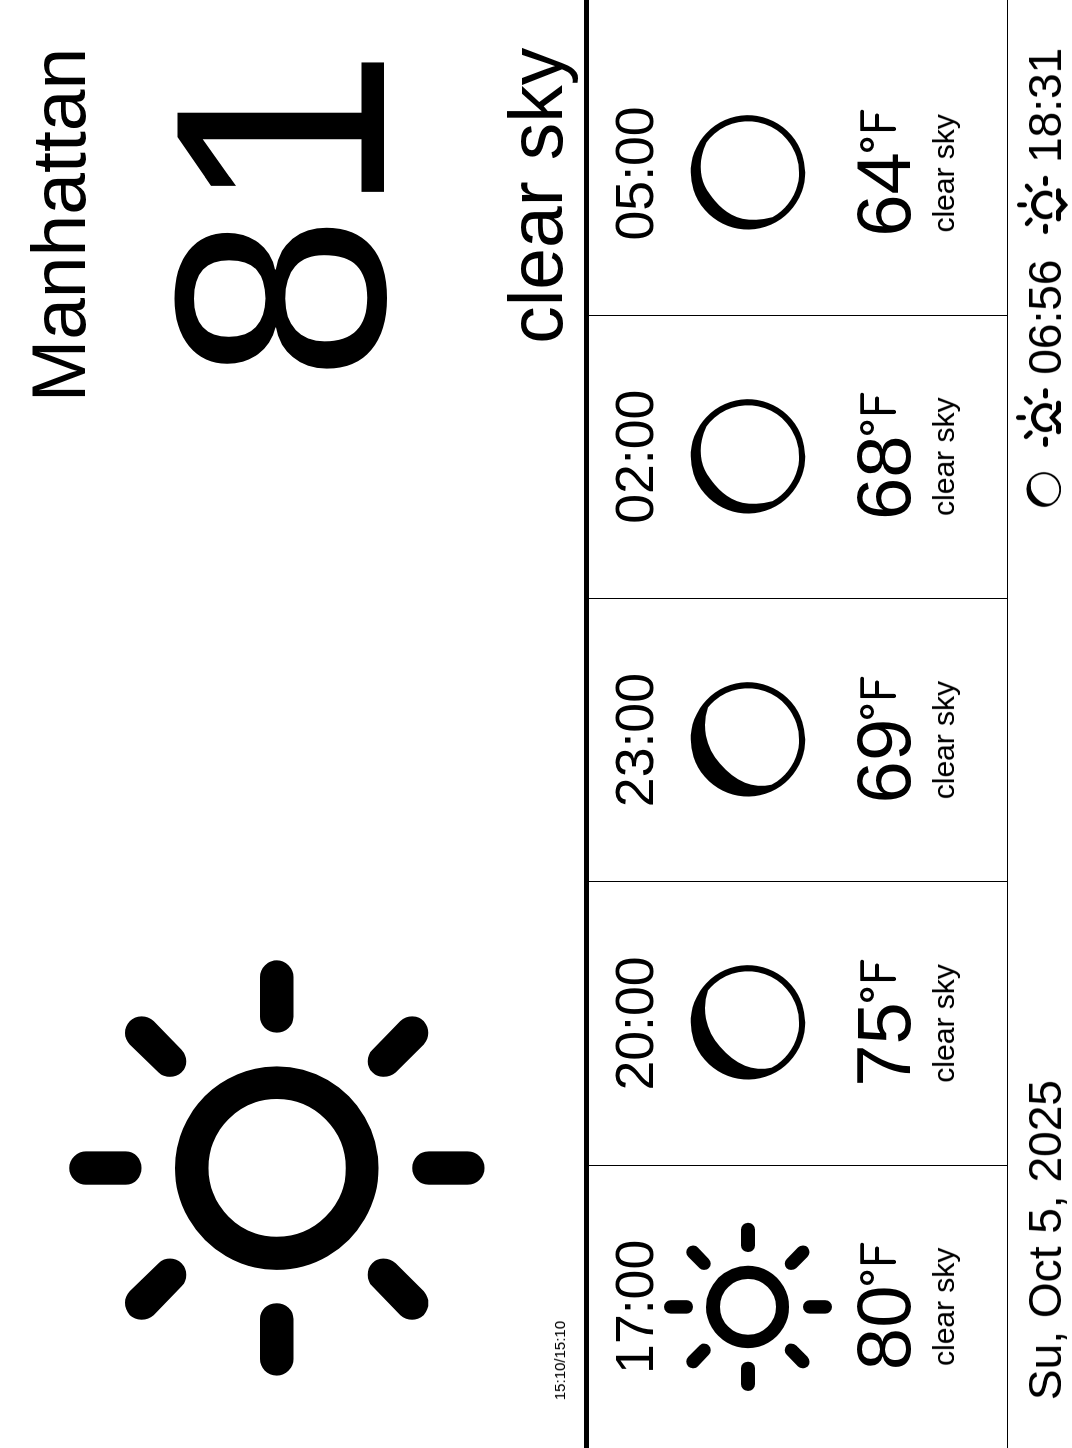 Manhattan
81
clear sky
15:10/15:10
17:00 20:00 23:00 02:00 05:00
80°F 75°F 69°F 68°F 64°F
clear sky clear sky clear sky clear sky clear sky
Su, Oct 5, 2025 06:56 18:31